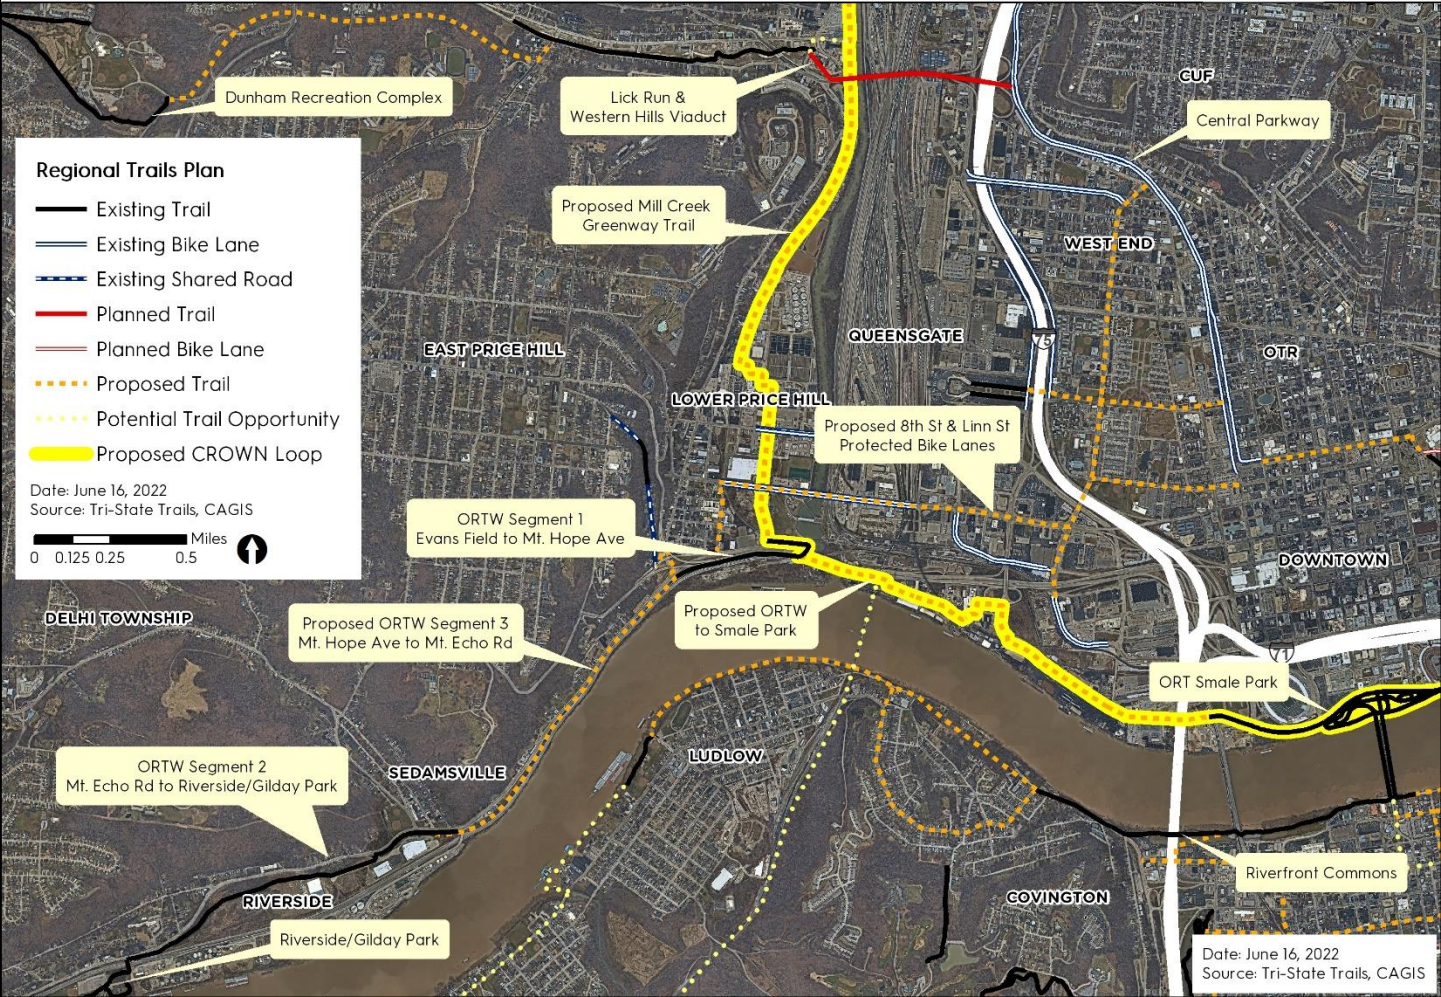 Dunham Recreation Complex
Lick Run &
Western Hills Viaduct
CUF
Central Parkway
Regional Trails Plan
Existing Trail
Existing Bike Lane
Existing Shared Road
Planned Trail
Planned Bike Lane
Proposed Trail
Potential Trail Opportunity
Proposed CROWN Loop
Date: June 16, 2022
Source: Tri-State Trails, CAGIS
Miles
0 0.125 0.25 0.5
Proposed Mill Creek
Greenway Trail
WEST END
QUEENSGATE
75
OTR
EAST PRICE HILL
LOWER PRICE HILL
Proposed 8th St & Linn St
Protected Bike Lanes
ORTW Segment 1
Evans Field to Mt. Hope Ave
DOWNTOWN
DELHI TOWNSHIP
Proposed ORTW Segment 3
Mt. Hope Ave to Mt. Echo Rd
Proposed ORTW
to Smale Park
71
ORT Smale Park
LUDLOW
SEDAMSVILLE
ORTW Segment 2
Mt. Echo Rd to Riverside/Gilday Park
Riverfront Commons
RIVERSIDE
COVINGTON
Riverside/Gilday Park
Date: June 16, 2022
Source: Tri-State Trails, CAGIS